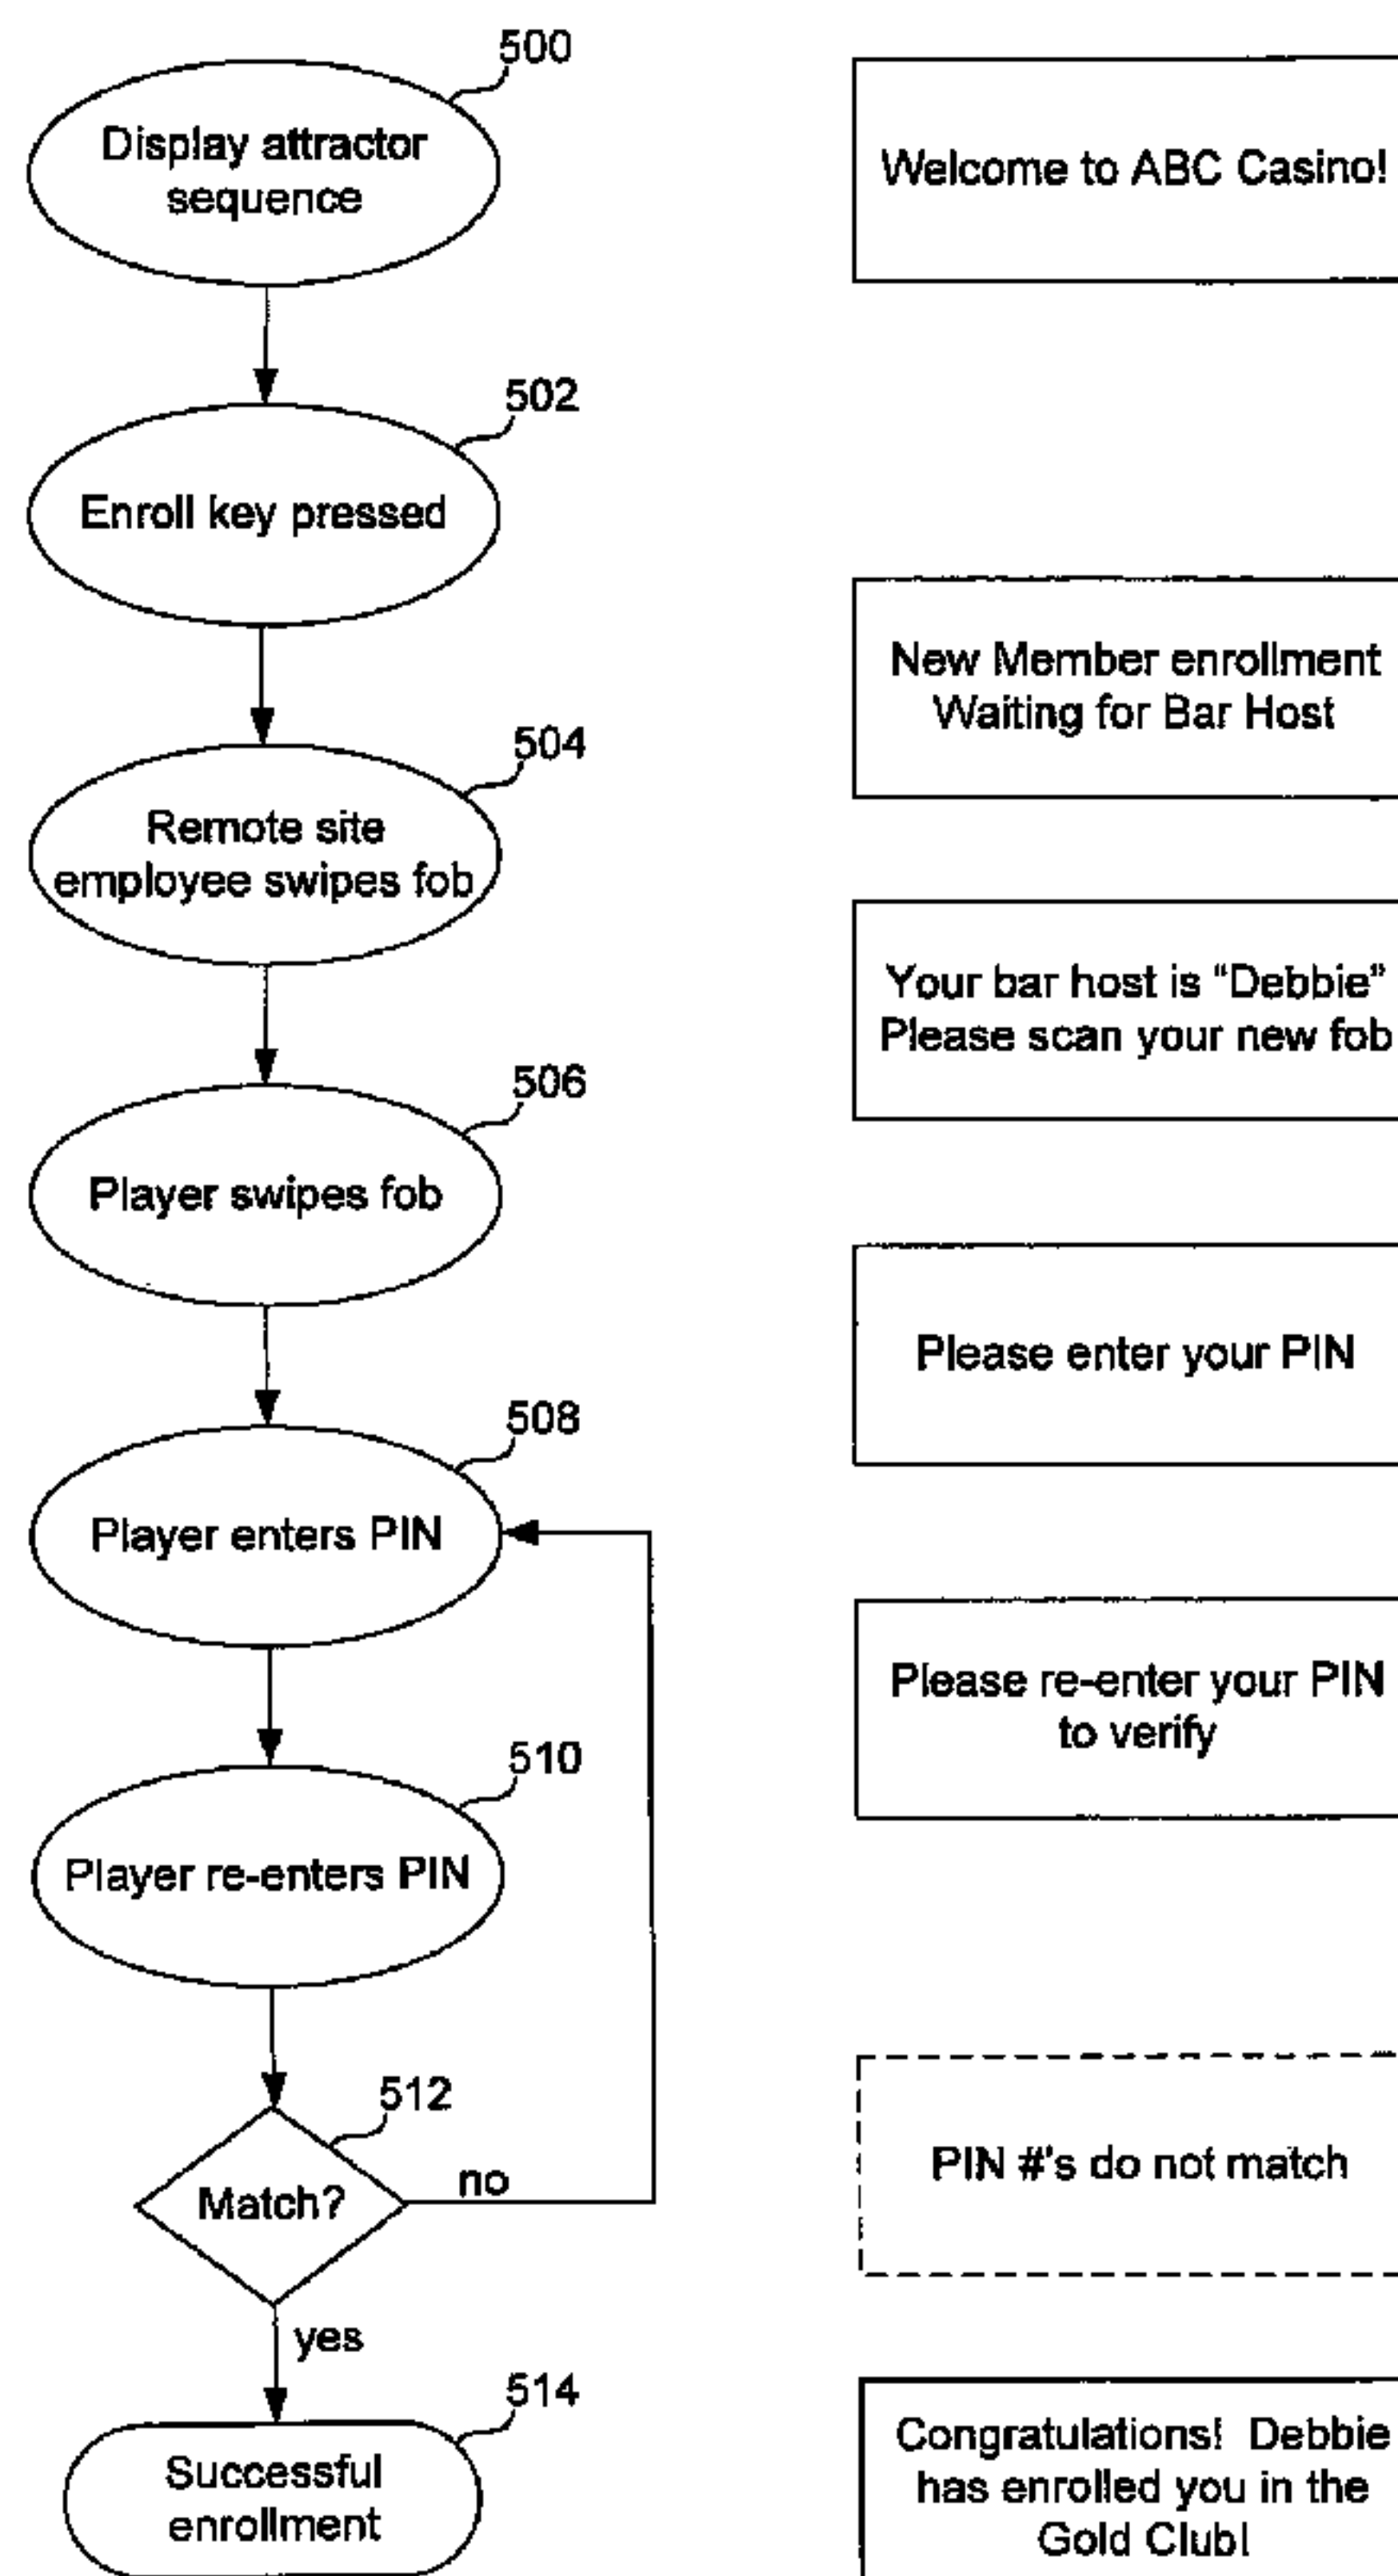 500
Display attractor
sequence
Welcome to ABC Casino!
502
Enroll key pressed
New Member enrollment
Waiting for Bar Host
504
Remote site
employee swipes fob
Your bar host is “Debbie”
Please scan your new fob
506
Player swipes fob
Please enter your PIN
508
Player enters PIN
Please re-enter your PIN
to verify
510
Player re-enters PIN
512
Match?
no
PIN #'s do not match
yes
514
Successful
enrollment
Congratulations! Debbie
has enrolled you in the
Gold Club!